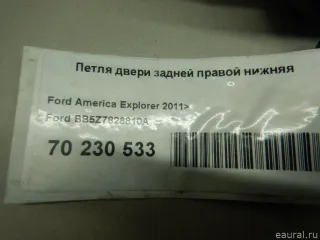 Петля двери задней правой нижняя
Ford America Explorer 2011>
Ford BB5Z7826810A
70 230 533
eaural.ru